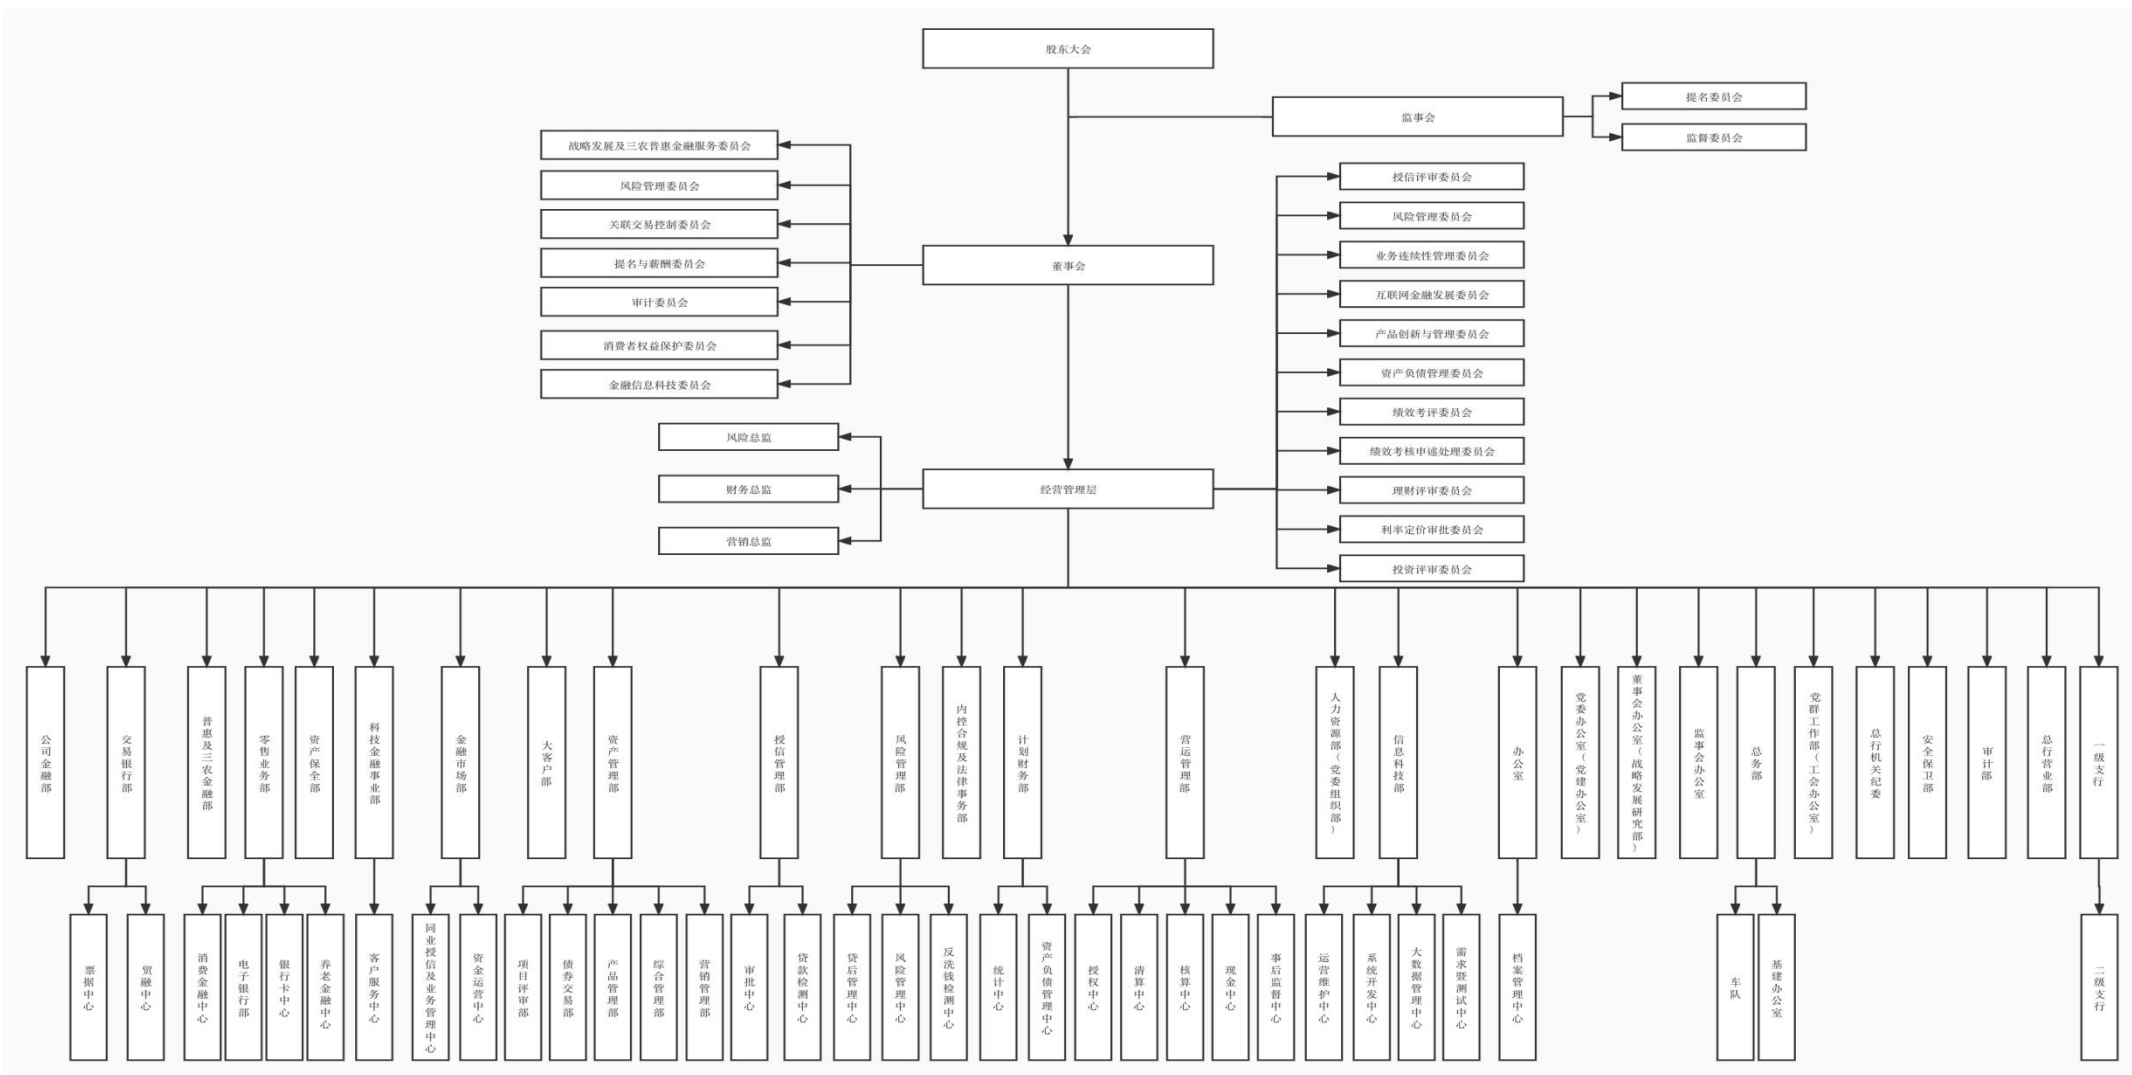 股东大会
监事会
提名委员会
监督委员会
战略发展及三农普惠金融服务委员会
风险管理委员会
关联交易控制委员会
提名与薪酬委员会
审计委员会
消费者权益保护委员会
金融信息科技委员会
董事会
授信评审委员会
风险管理委员会
业务连续性管理委员会
互联网金融发展委员会
产品创新与管理委员会
资产负债管理委员会
绩效考评委员会
绩效考核申述处理委员会
理财评审委员会
利率定价审批委员会
投资评审委员会
风险总监
财务总监
营销总监
经营管理层
公司金融部
交易银行部
普惠及三农金融部
零售业务部
资产保全部
科技金融事业部
金融市场部
大客户部
资产管理部
授信管理部
风险管理部
内控合规及法律事务部
计划财务部
营运管理部
人力资源部（党委组织部）
信息科技部
办公室
党委办公室（党建办公室）
董事会办公室（战略发展研究部）
监事会办公室
总务部
党群工作部（工会办公室）
总行机关纪委
安全保卫部
审计部
总行营业部
一级支行
票据中心
贸融中心
消费金融中心
电子银行部
银行卡中心
养老金融中心
客户服务中心
同业授信及业务管理中心
资金运营中心
项目评审部
债券交易部
产品管理部
综合管理部
营销管理部
审批中心
贷款检测中心
贷后管理中心
风险管理中心
反洗钱检测中心
统计中心
资产负债管理中心
授权中心
清算中心
核算中心
现金中心
事后监督中心
运营维护中心
系统开发中心
大数据管理中心
需求暨测试中心
档案管理中心
车队
基建办公室
二级支行